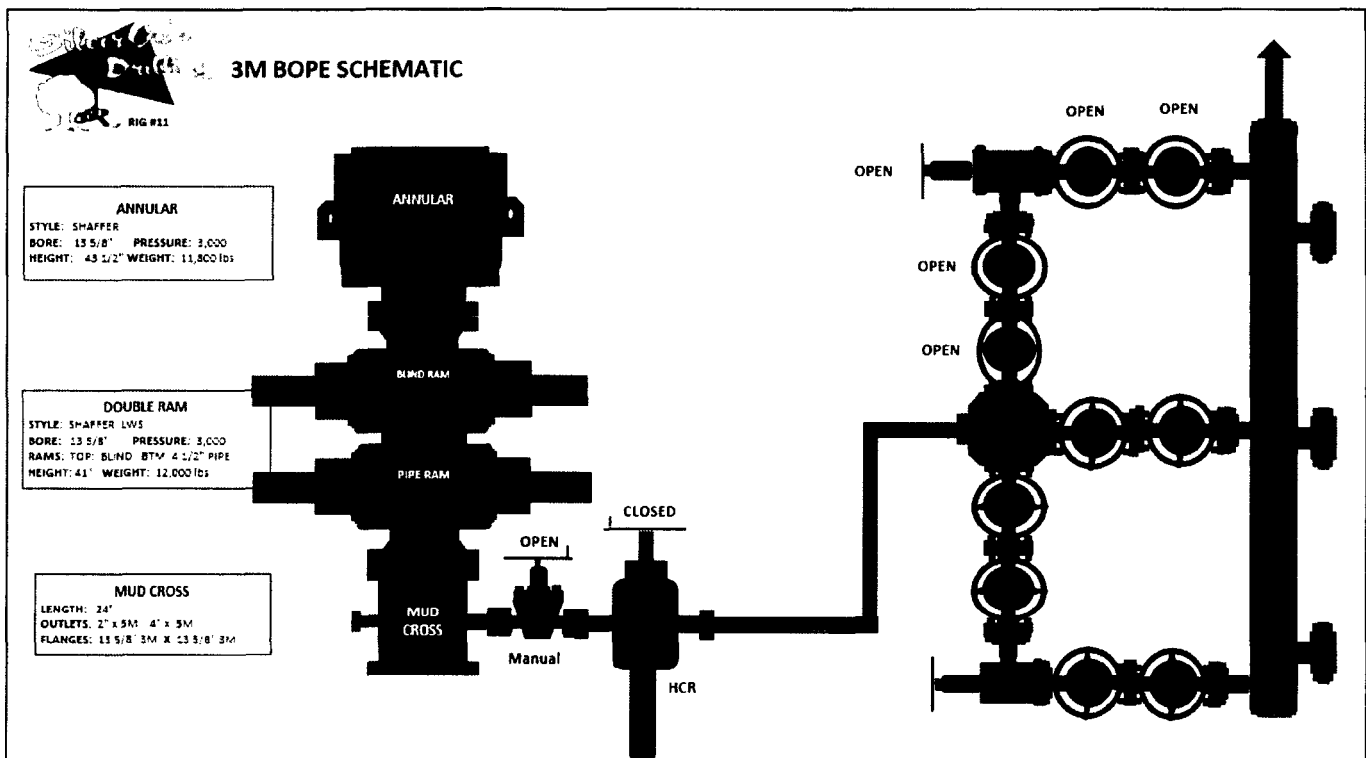 Silver Oak
Drilling
RIG #11
3M BOPE SCHEMATIC
ANNULAR
STYLE: SHAFFER
BORE: 13 5/8" PRESSURE: 3,000
HEIGHT: 43 1/2" WEIGHT: 11,800 lbs
DOUBLE RAM
STYLE: SHAFFER LWS
BORE: 13 5/8" PRESSURE: 3,000
RAMS: TOP: BLIND BTM 4 1/2" PIPE
HEIGHT: 41" WEIGHT: 12,000 lbs
MUD CROSS
LENGTH: 24"
OUTLETS: 2" x 5M 4" x 5M
FLANGES: 13 5/8" 3M X 13 5/8" 3M
ANNULAR
BLIND RAM
PIPE RAM
MUD
CROSS
OPEN
Manual
CLOSED
HCR
OPEN
OPEN
OPEN
OPEN
OPEN